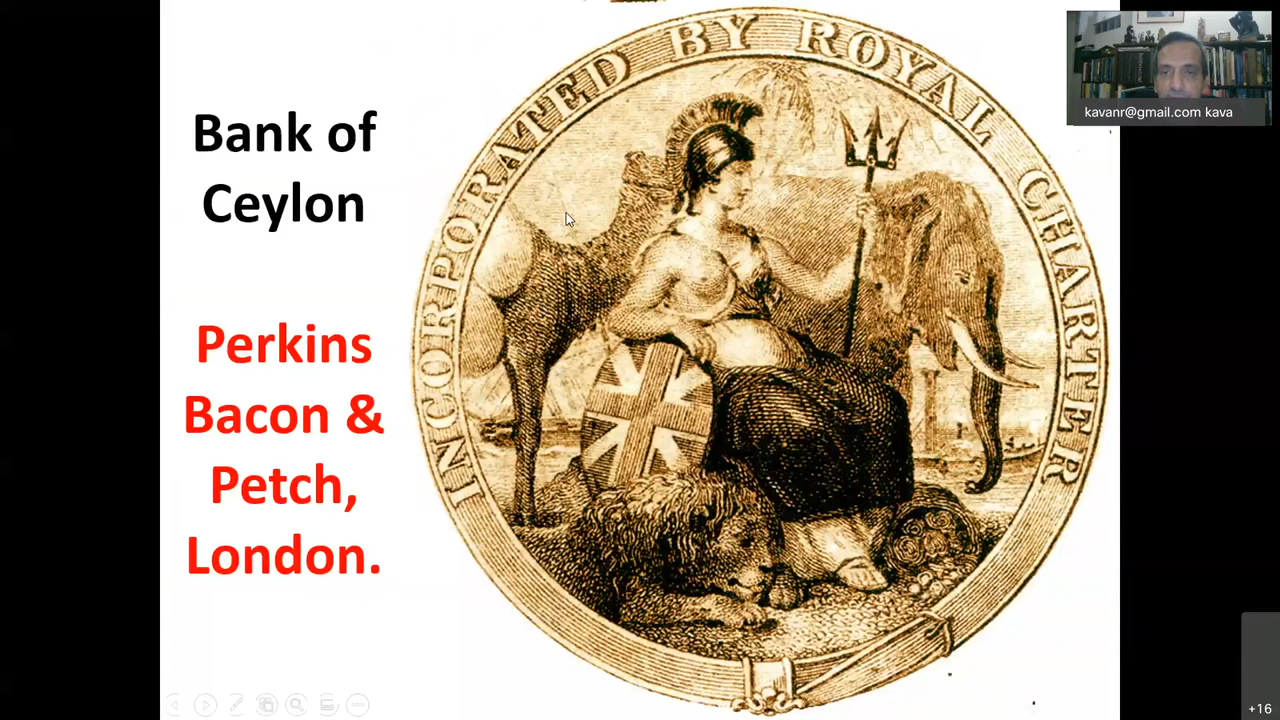 Bank of
Ceylon
Perkins
Bacon &
Petch,
London.
INCORPORATED BY ROYAL CHARTER
kavanr@gmail.com kava
+16